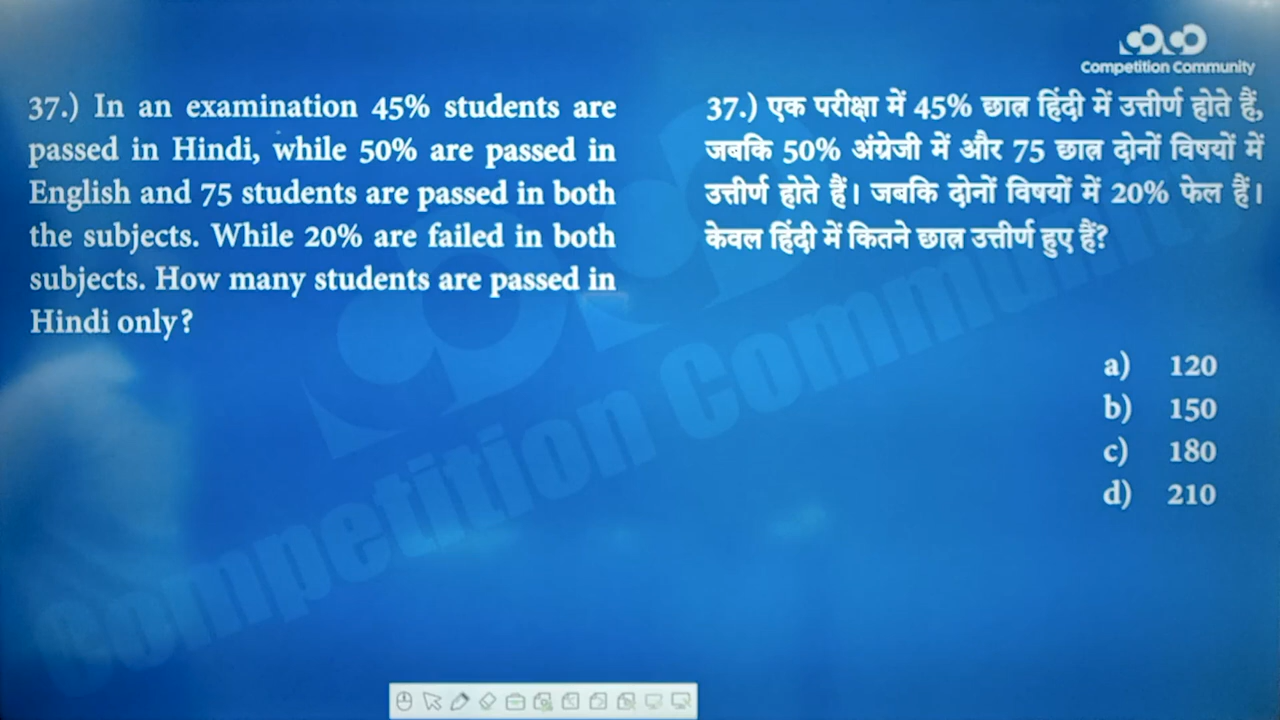 Competition Community
37.) In an examination 45% students are
passed in Hindi, while 50% are passed in
English and 75 students are passed in both
the subjects. While 20% are failed in both
subjects. How many students are passed in
Hindi only?
37.) एक परीक्षा में 45% छात्र हिंदी में उत्तीर्ण होते हैं,
जबकि 50% अंग्रेजी में और 75 छात्र दोनों विषयों में
उत्तीर्ण होते हैं। जबकि दोनों विषयों में 20% फेल हैं।
केवल हिंदी में कितने छात्र उत्तीर्ण हुए हैं?
a) 120
b) 150
c) 180
d) 210
Competition Community